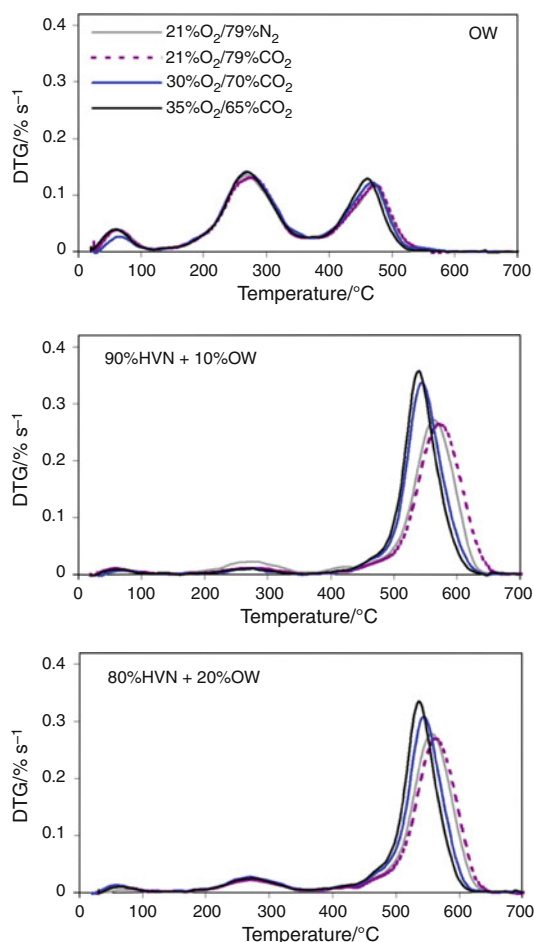 0.4
0.3
0.2
0.1
0
DTG/% s⁻¹
21%O₂/79%N₂
21%O₂/79%CO₂
30%O₂/70%CO₂
35%O₂/65%CO₂
OW
0 100 200 300 400 500 600 700
Temperature/°C
90%HVN + 10%OW
0.4
0.3
0.2
0.1
0
DTG/% s⁻¹
0 100 200 300 400 500 600 700
Temperature/°C
80%HVN + 20%OW
0.4
0.3
0.2
0.1
0
DTG/% s⁻¹
0 100 200 300 400 500 600 700
Temperature/°C